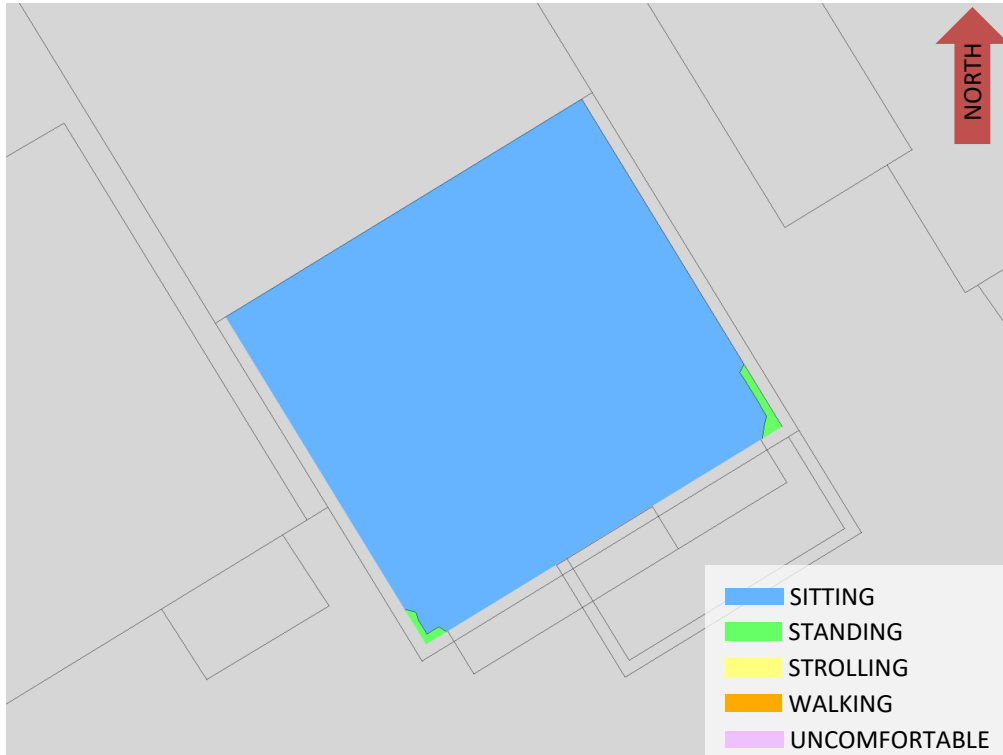 NORTH
SITTING
STANDING
STROLLING
WALKING
UNCOMFORTABLE